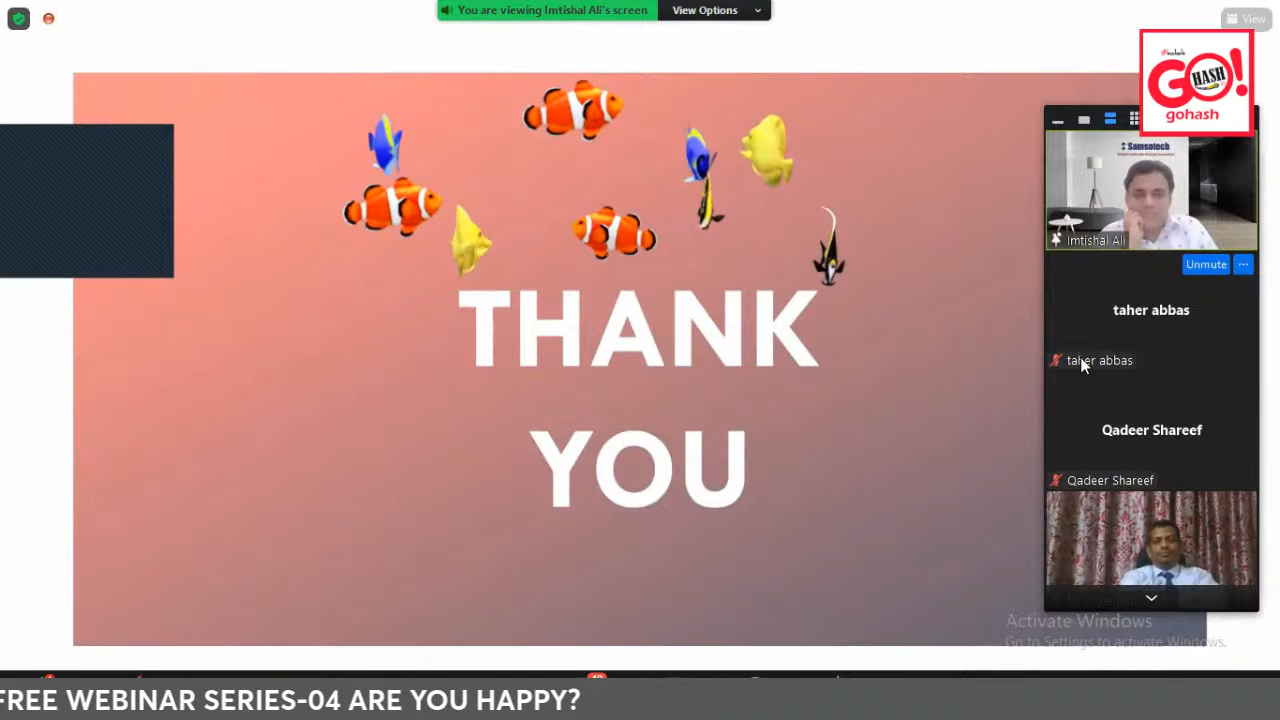 You are viewing Imtishal Ali's screen
View Options
View
#include
GO!
HASH
gohash
Samsotech
Imtishal Ali
Unmute
taher abbas
taher abbas
Qadeer Shareef
Qadeer Shareef
THANK
YOU
Activate Windows
Go to Settings to activate Windows.
FREE WEBINAR SERIES-04 ARE YOU HAPPY?